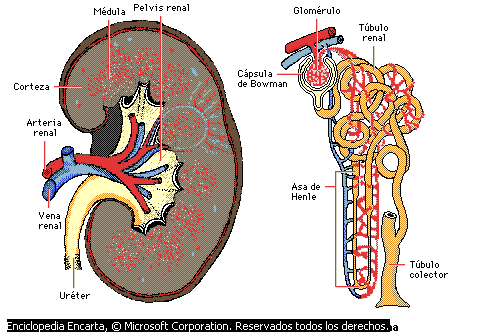 Médula
Pelvis renal
Corteza
Arteria
renal
Vena
renal
Uréter
Glomérulo
Túbulo
renal
Cápsula
de Bowman
Asa de
Henle
Túbulo
colector
Enciclopedia Encarta, © Microsoft Corporation. Reservados todos los derechos.